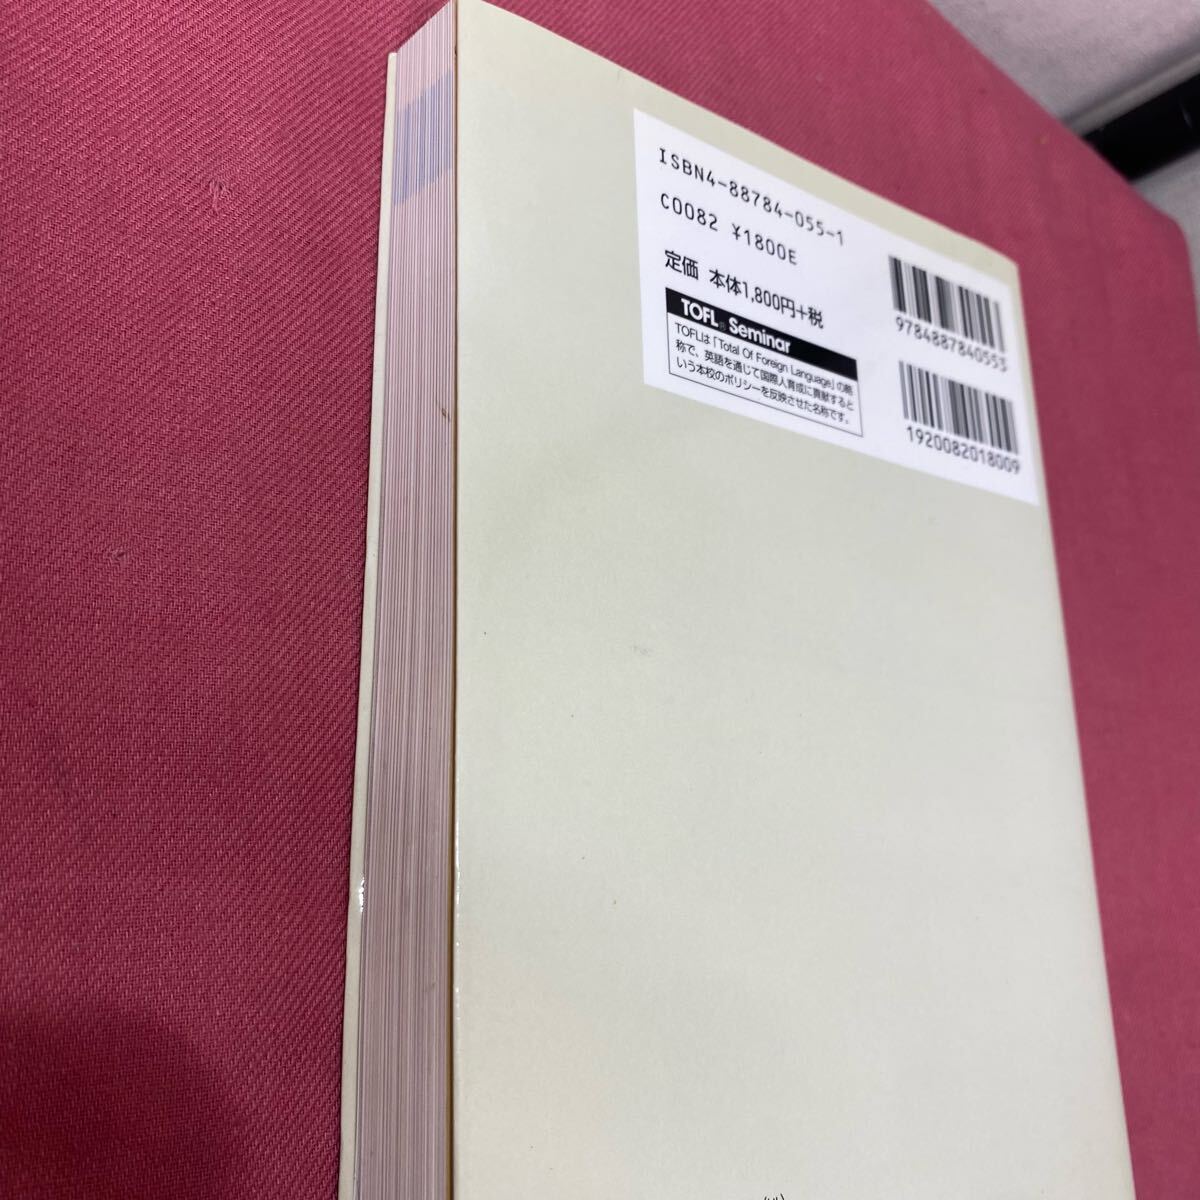 ISBN4-88784-055-1
C0082 ¥1800E
定価 本体1,800円+税
TOFL® Seminar
TOFLは「Total Of Foreign Language」の略
称で、英語を通じて国際人育成に貢献すると
いう本校のポリシーを反映させた名称です。
9784887840553
1920082018009